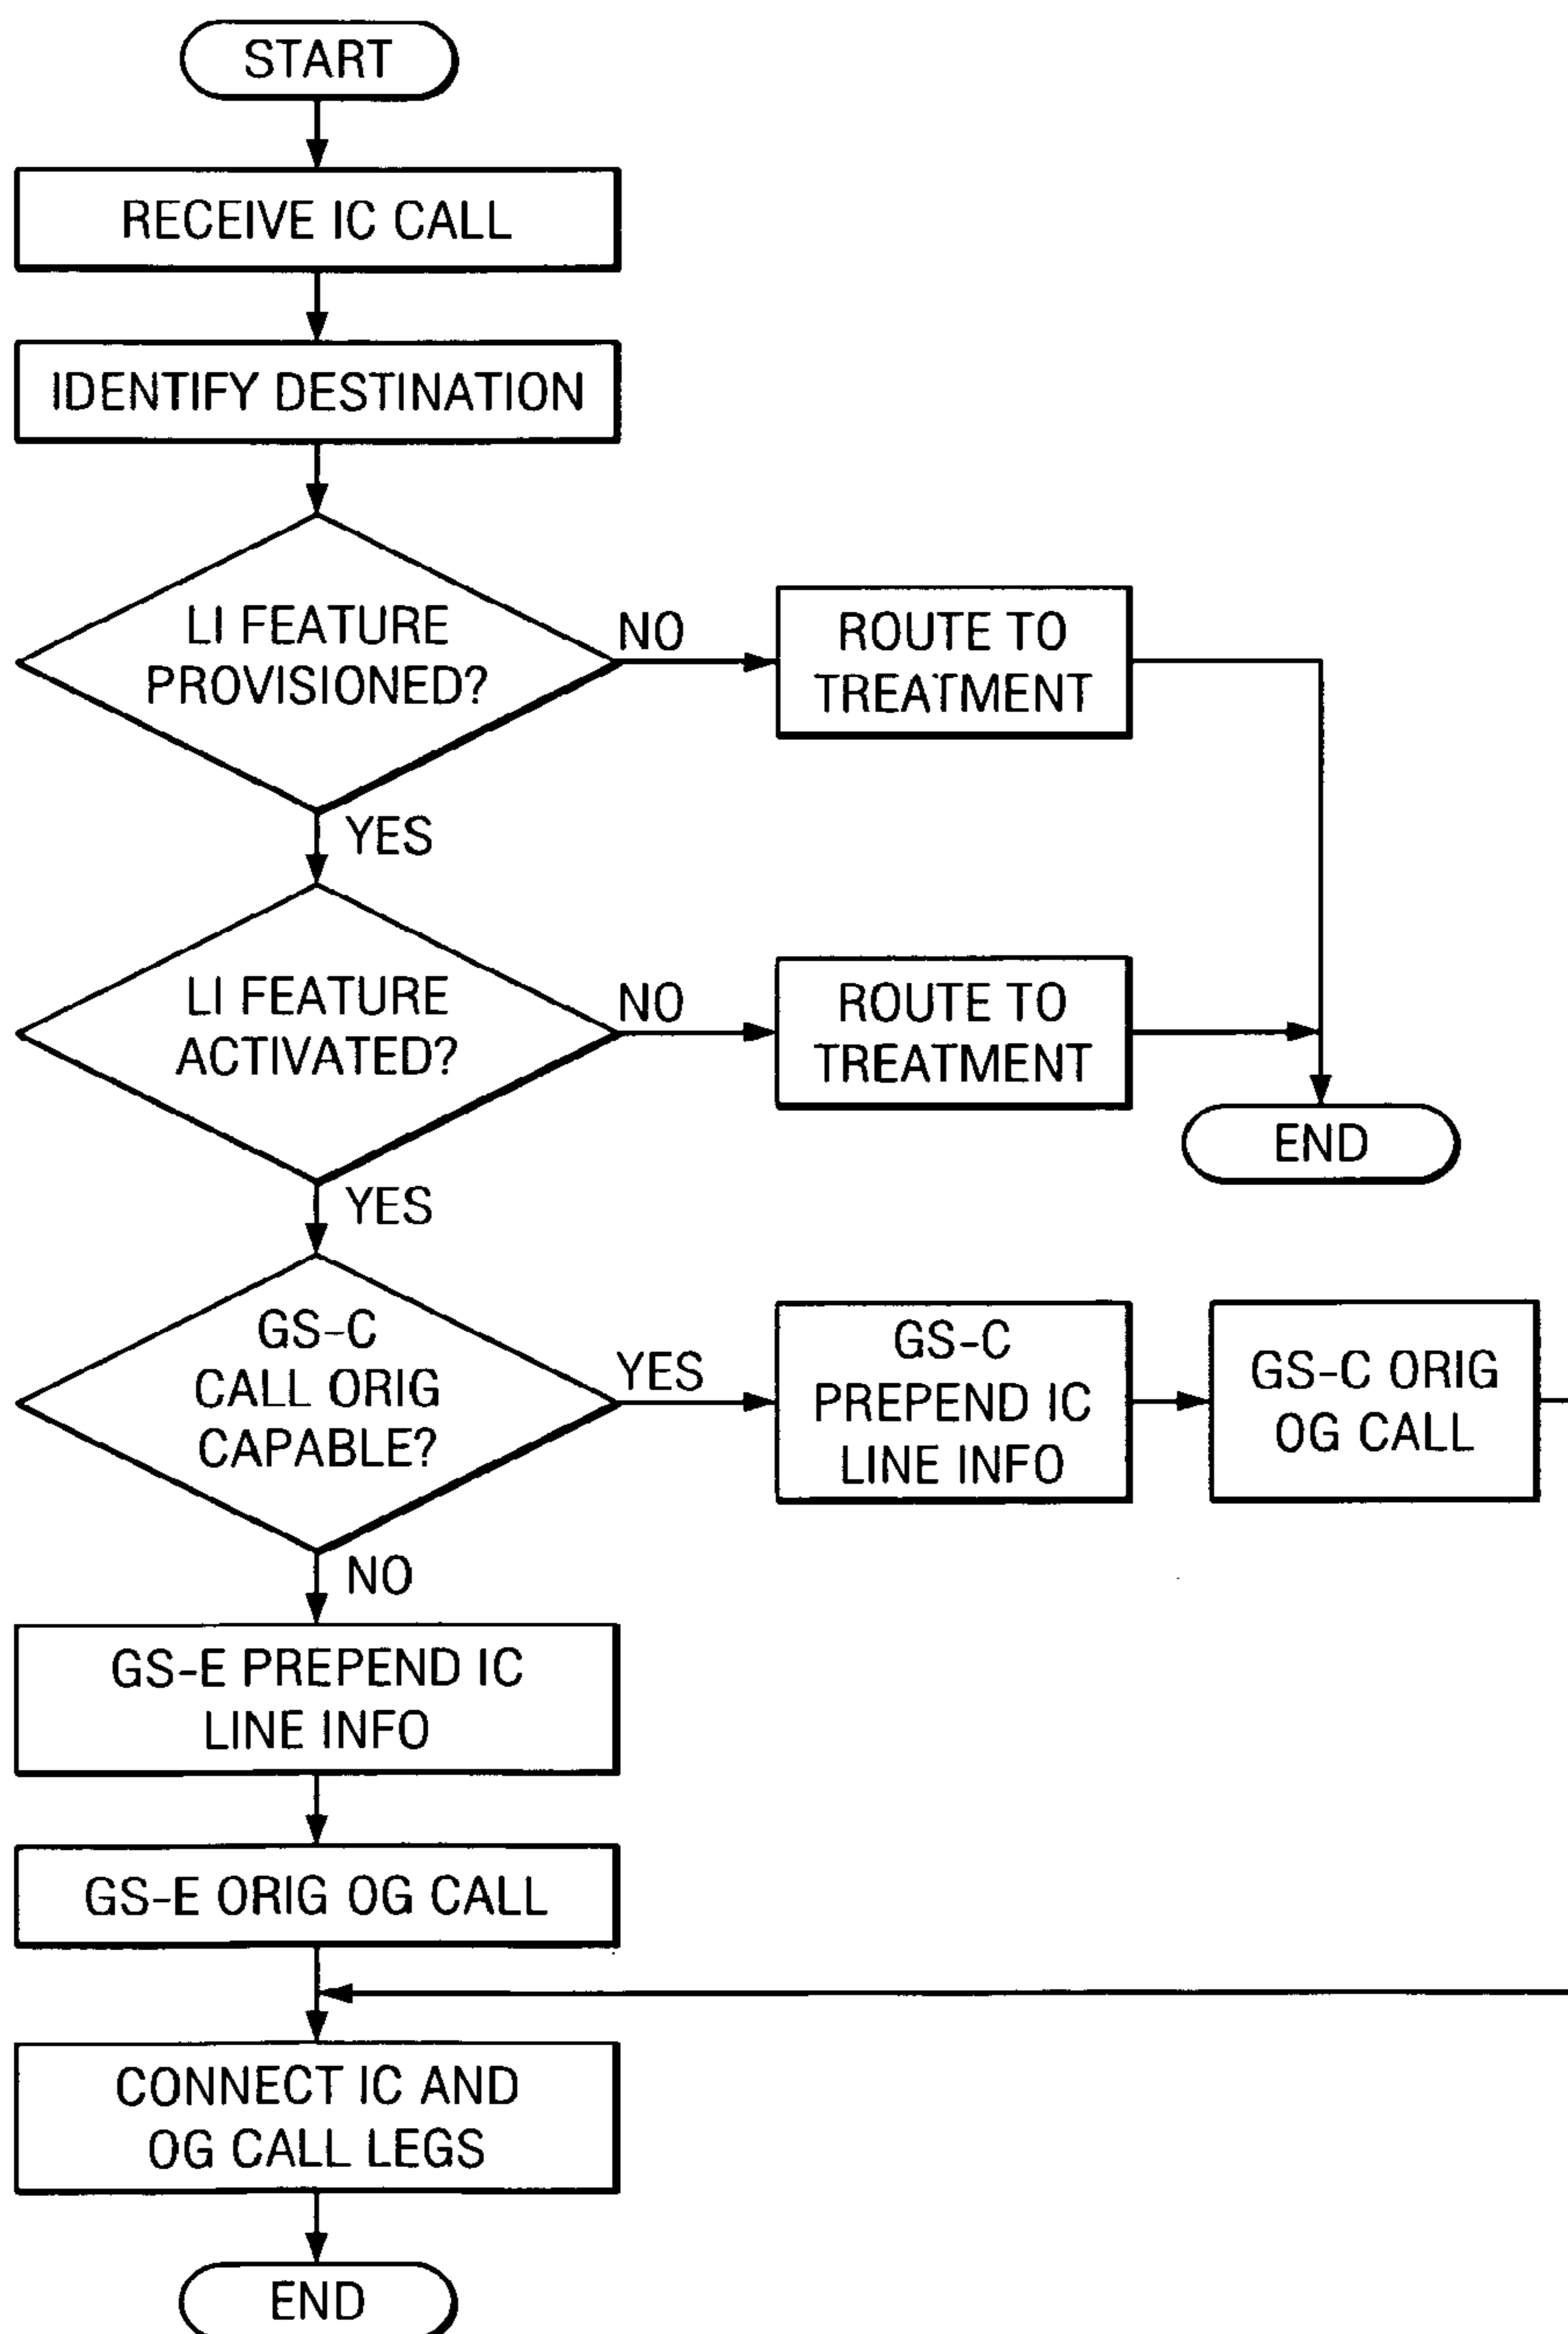 START
RECEIVE IC CALL
IDENTIFY DESTINATION
LI FEATURE
PROVISIONED?
NO
ROUTE TO
TREATMENT
YES
LI FEATURE
ACTIVATED?
NO
ROUTE TO
TREATMENT
END
YES
GS-C
CALL ORIG
CAPABLE?
YES
GS-C
PREPEND IC
LINE INFO
GS-C ORIG
OG CALL
NO
GS-E PREPEND IC
LINE INFO
GS-E ORIG OG CALL
CONNECT IC AND
OG CALL LEGS
END